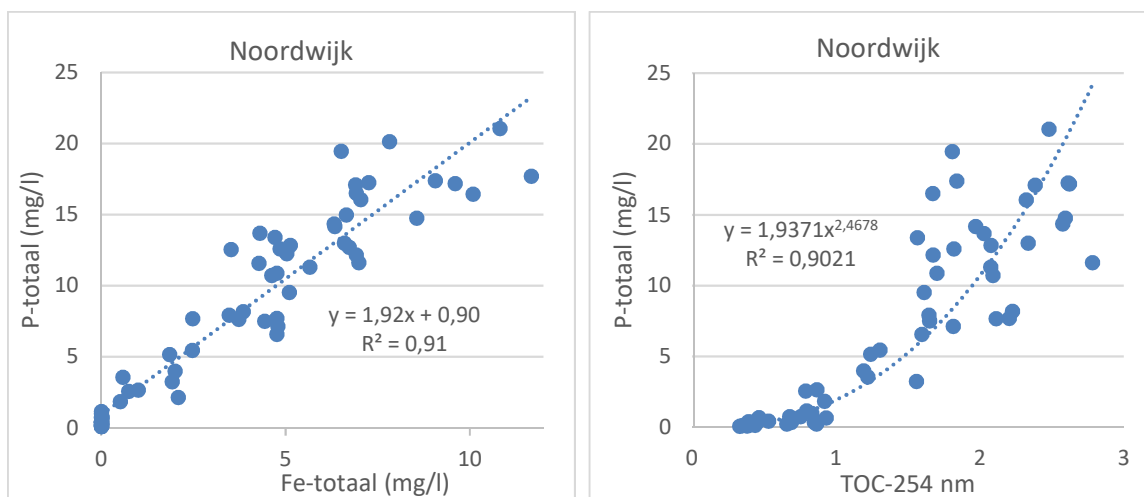 Noordwijk
25
20
15
10
5
0
P-totaal (mg/l)
y = 1,92x + 0,90
R² = 0,91
0 5 10
Fe-totaal (mg/l)
Noordwijk
25
20
15
10
5
0
P-totaal (mg/l)
y = 1,9371x^2,4678
R² = 0,9021
0 1 2 3
TOC-254 nm